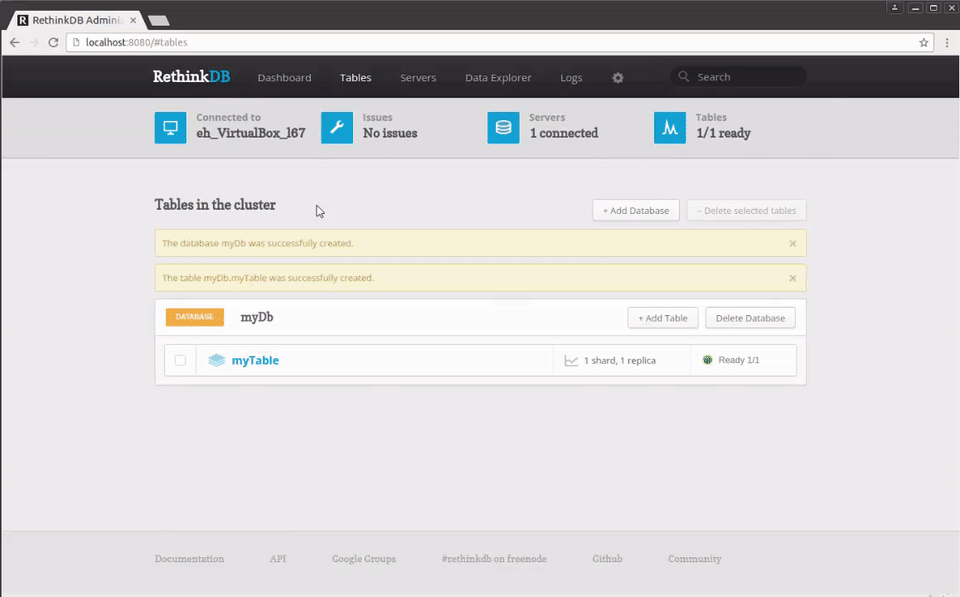 RethinkDB Adminis
localhost:8080/#tables
RethinkDB Dashboard Tables Servers Data Explorer Logs Search
Connected to Issues Servers Tables
eh_VirtualBox_l67 No issues 1 connected 1/1 ready
Tables in the cluster + Add Database - Delete selected tables
The database myDb was successfully created.
The table myDb.myTable was successfully created.
DATABASE myDb + Add Table Delete Database
myTable 1 shard, 1 replica Ready 1/1
Documentation API Google Groups #rethinkdb on freenode Github Community